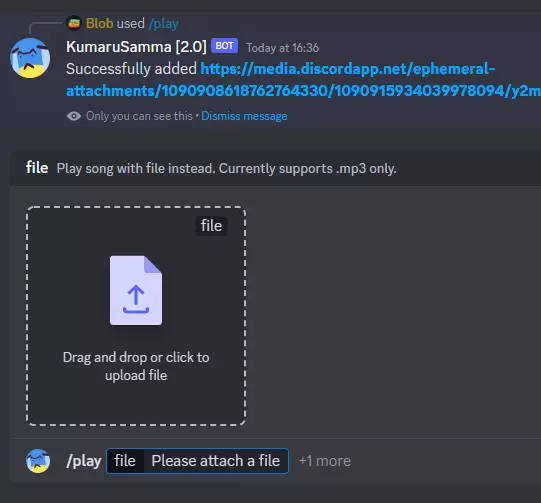 Blob used /play
KumaruSamma [2.0] BOT Today at 16:36
Successfully added https://media.discordapp.net/ephemeral-
attachments/1090908618762764330/1090915934039978094/y2m
Only you can see this • Dismiss message
file Play song with file instead. Currently supports .mp3 only.
file
Drag and drop or click to
upload file
/play file Please attach a file +1 more